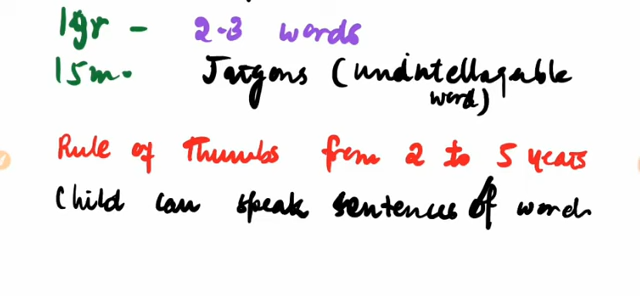 1yr - 2-3 words
15m. Jargons (undintellagable
word)
Rule of Thumbs from 2 to 5 years
Child can speak sentences of words